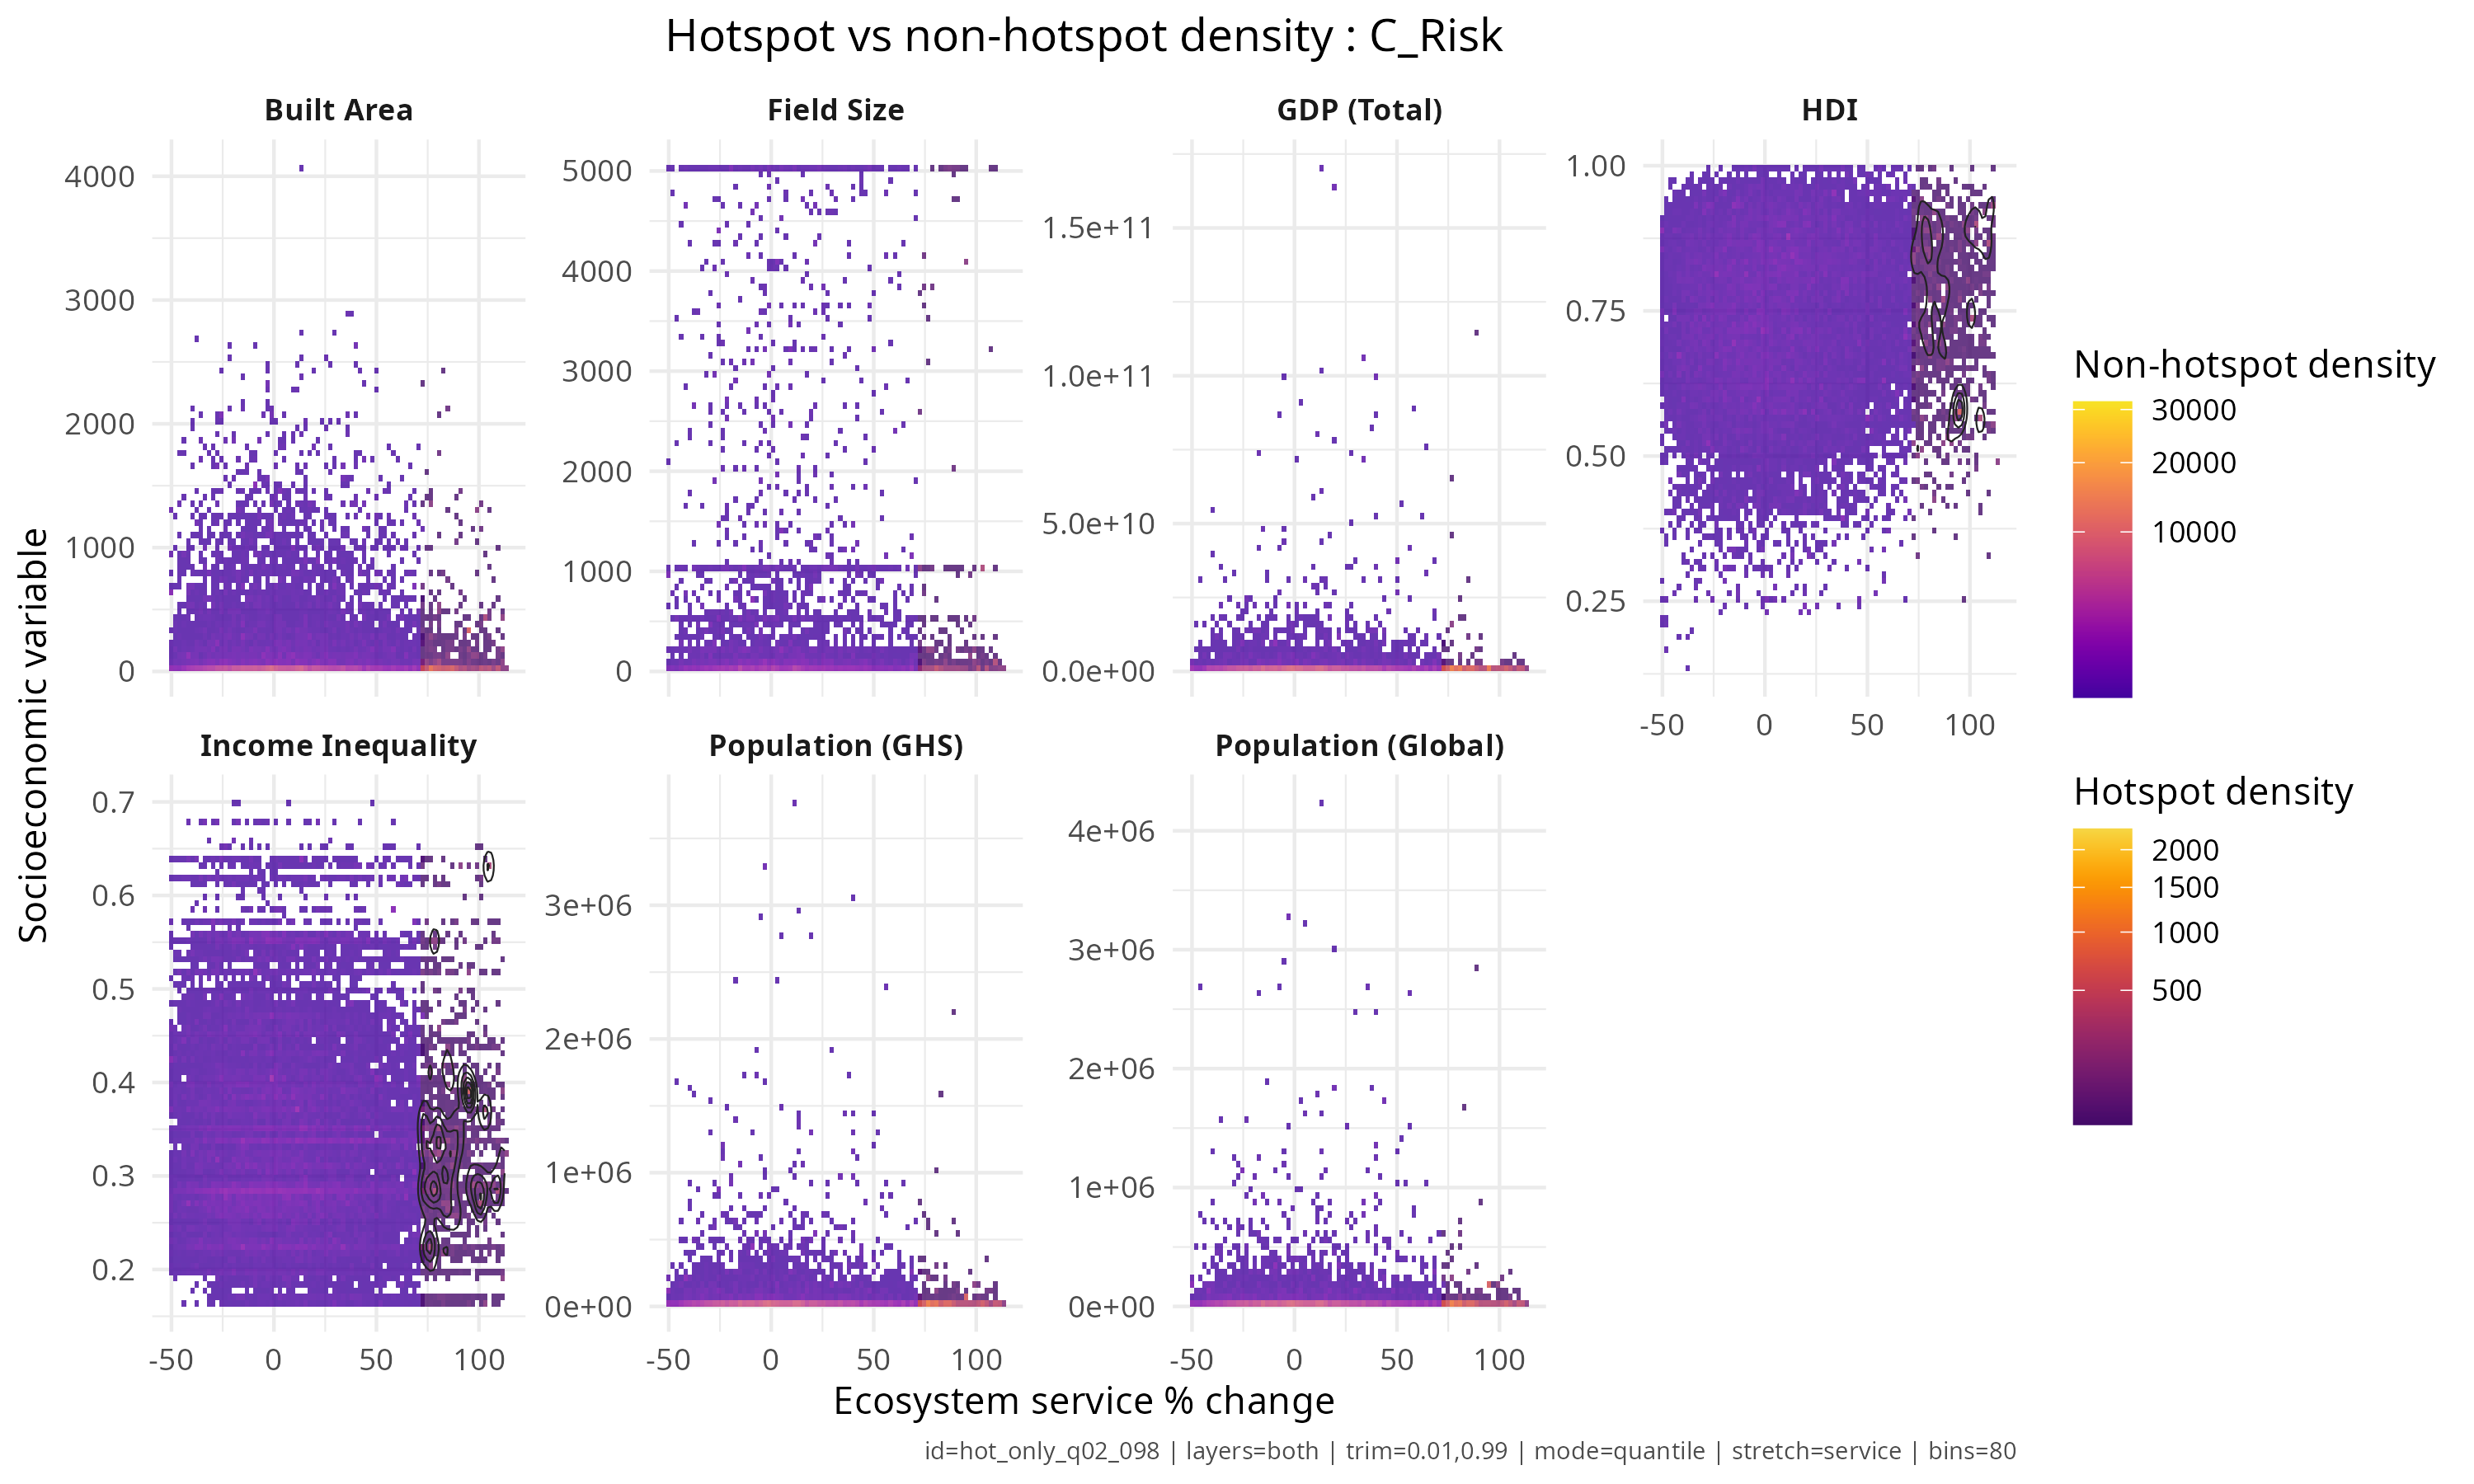 Hotspot vs non-hotspot density : C_Risk
Built Area
Field Size
GDP (Total)
HDI
4000
3000
2000
1000
0
5000
4000
3000
2000
1000
0
1.5e+11
1.0e+11
5.0e+10
0.0e+00
1.00
0.75
0.50
0.25
-50 0 50 100
Income Inequality
Population (GHS)
Population (Global)
0.7
0.6
0.5
0.4
0.3
0.2
3e+06
2e+06
1e+06
0e+00
4e+06
3e+06
2e+06
1e+06
0e+00
-50 0 50 100
-50 0 50 100
-50 0 50 100
Socioeconomic variable
Ecosystem service % change
Non-hotspot density
30000
20000
10000
Hotspot density
2000
1500
1000
500
id=hot_only_q02_098 | layers=both | trim=0.01,0.99 | mode=quantile | stretch=service | bins=80